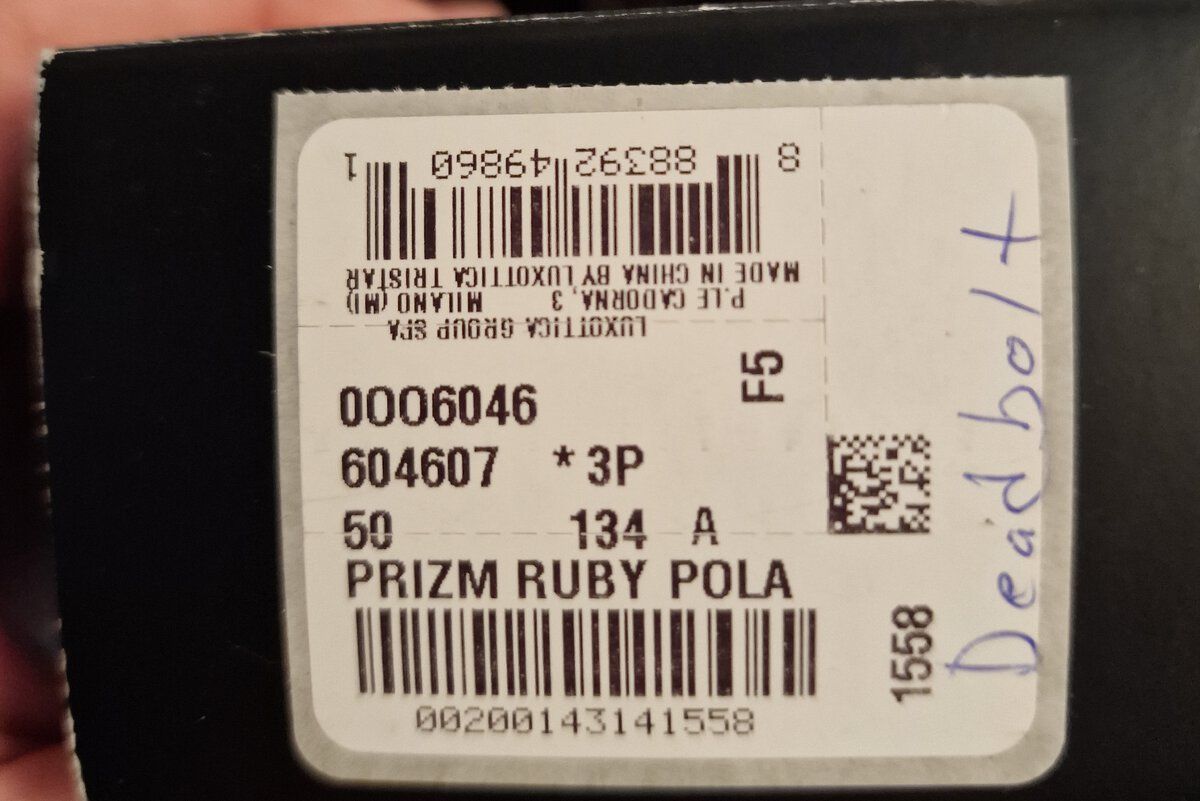 LUXOTTICA GROUP SPA
P.LE CADORNA, 3 MILANO (MI)
MADE IN CHINA BY LUXOTTICA TRISTAR
8 88392 49860 1
F5
0OO6046
604607 *3P
50 134 A
PRIZM RUBY POLA
00200143141558
1558
Deadbolt